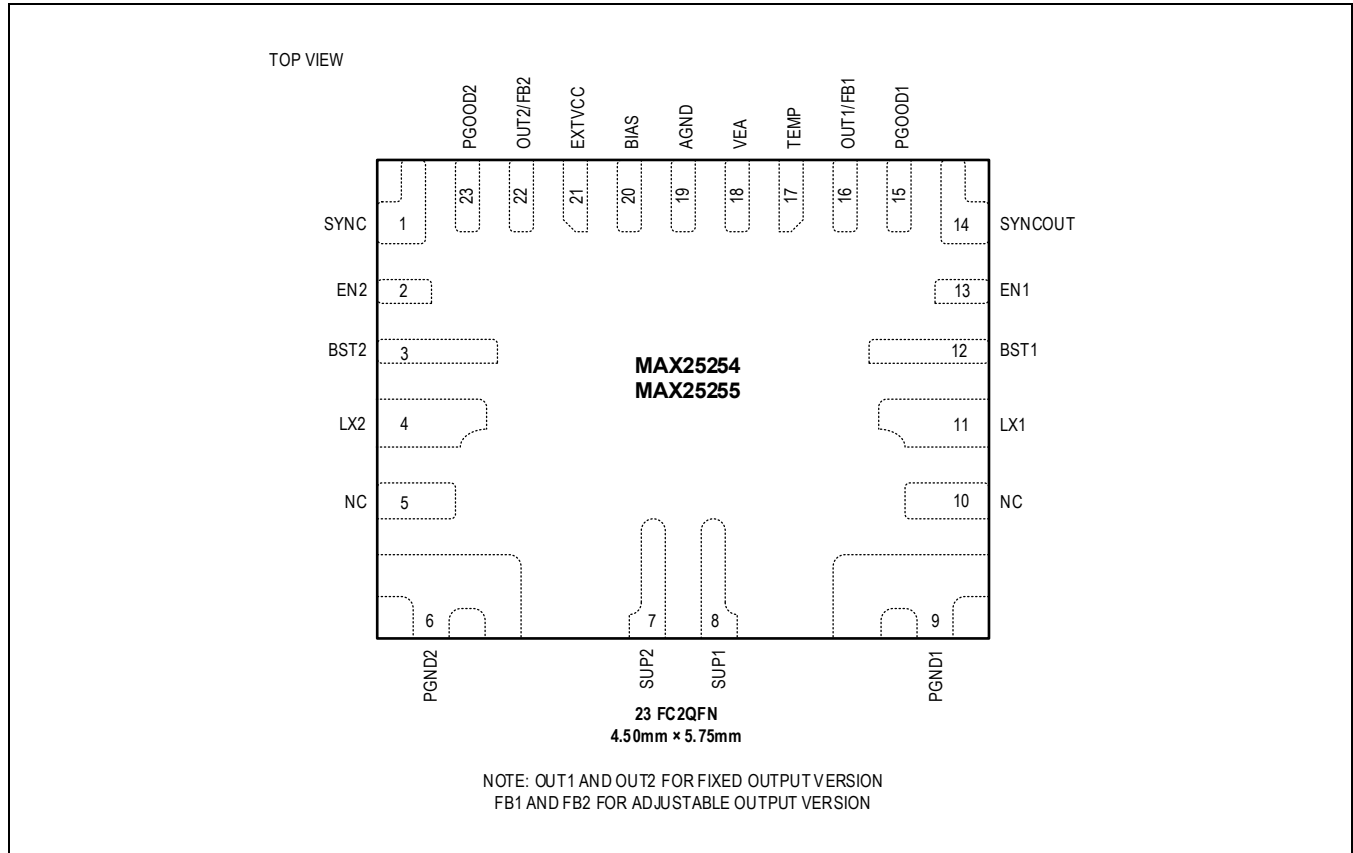 TOP VIEW
PGOOD2
OUT2/FB2
EXTVCC
BIAS
AGND
VEA
TEMP
OUT1/FB1
PGOOD1
23
22
21
20
19
18
17
16
15
SYNC
1
14
SYNCOUT
EN2
2
13
EN1
BST2
3
12
BST1
MAX25254
MAX25255
LX2
4
11
LX1
NC
5
10
NC
6
7
8
9
PGND2
SUP2
SUP1
PGND1
23 FC2QFN
4.50mm × 5.75mm
NOTE: OUT1 AND OUT2 FOR FIXED OUTPUT VERSION
FB1 AND FB2 FOR ADJUSTABLE OUTPUT VERSION